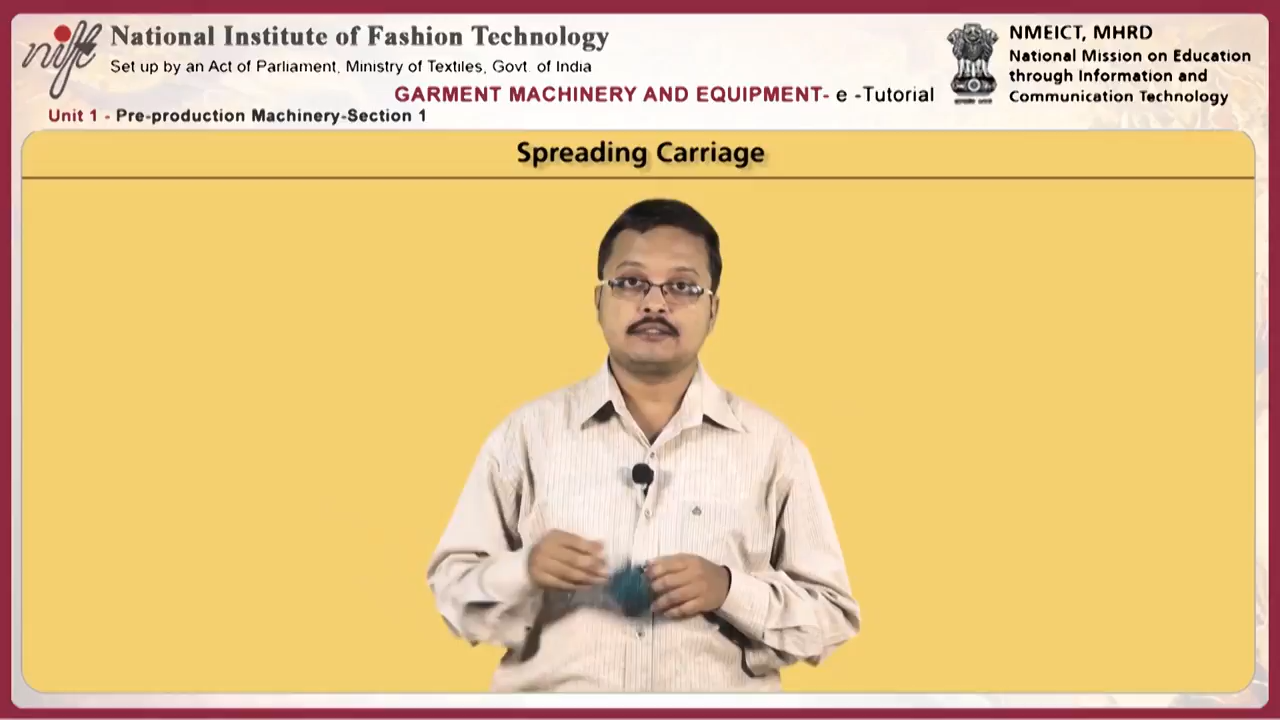 nift
National Institute of Fashion Technology
Set up by an Act of Parliament, Ministry of Textiles, Govt. of India
GARMENT MACHINERY AND EQUIPMENT- e -Tutorial
Unit 1 - Pre-production Machinery-Section 1
NMEICT, MHRD
National Mission on Education
through Information and
Communication Technology
Spreading Carriage